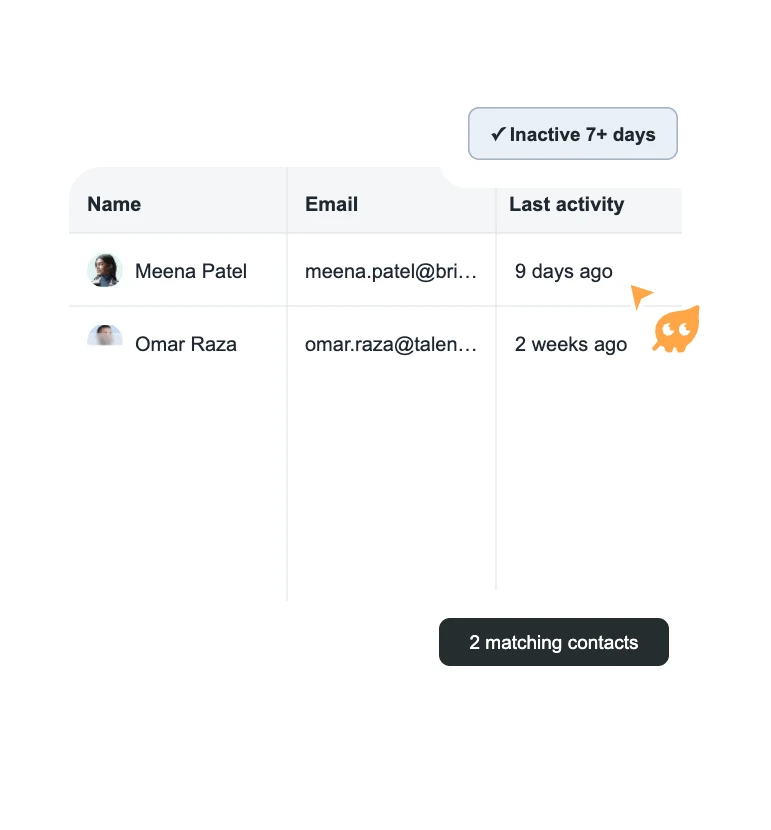 ✓ Inactive 7+ days
Name Email Last activity
Meena Patel meena.patel@bri… 9 days ago
Omar Raza omar.raza@talen… 2 weeks ago
2 matching contacts